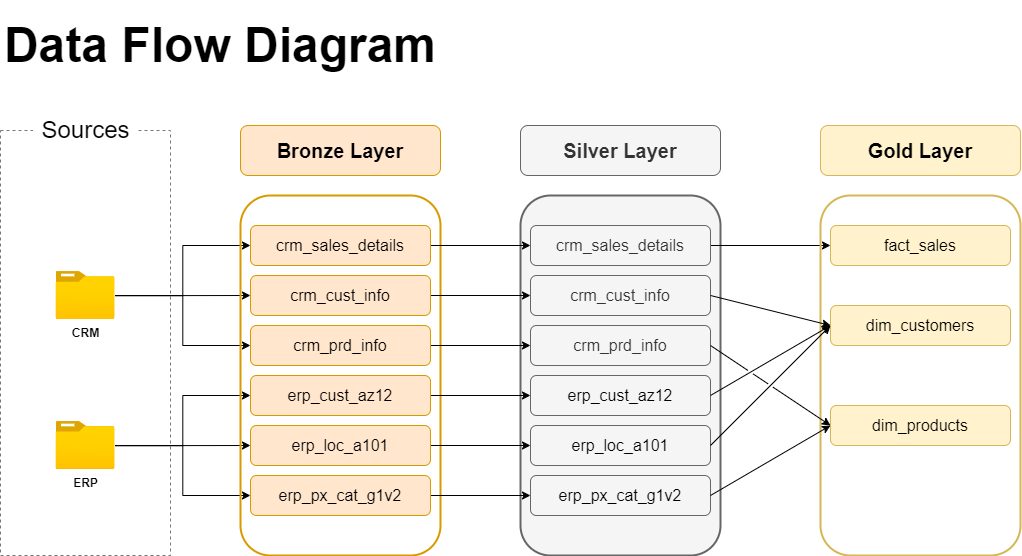 Data Flow Diagram
Sources
Bronze Layer
Silver Layer
Gold Layer
crm_sales_details
crm_sales_details
fact_sales
CRM
crm_cust_info
crm_cust_info
dim_customers
crm_prd_info
crm_prd_info
erp_cust_az12
erp_cust_az12
dim_products
ERP
erp_loc_a101
erp_loc_a101
erp_px_cat_g1v2
erp_px_cat_g1v2